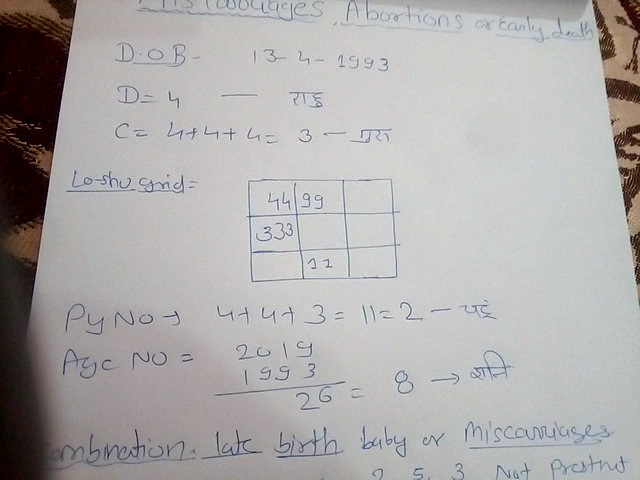 Miscarriages, Abortions or Early death
D.O.B- 13-4-1993
D= 4 — राहु
C= 4+4+4= 3 — गुरु
Lo-shu grid=
44 99
333
11
Py No → 4+4+3 = 11=2 — चंद्र
Age NO = 2019
1993
26 = 8 → शनि
Combination. late birth baby or Miscarriages
2, 5, 3 Not Present